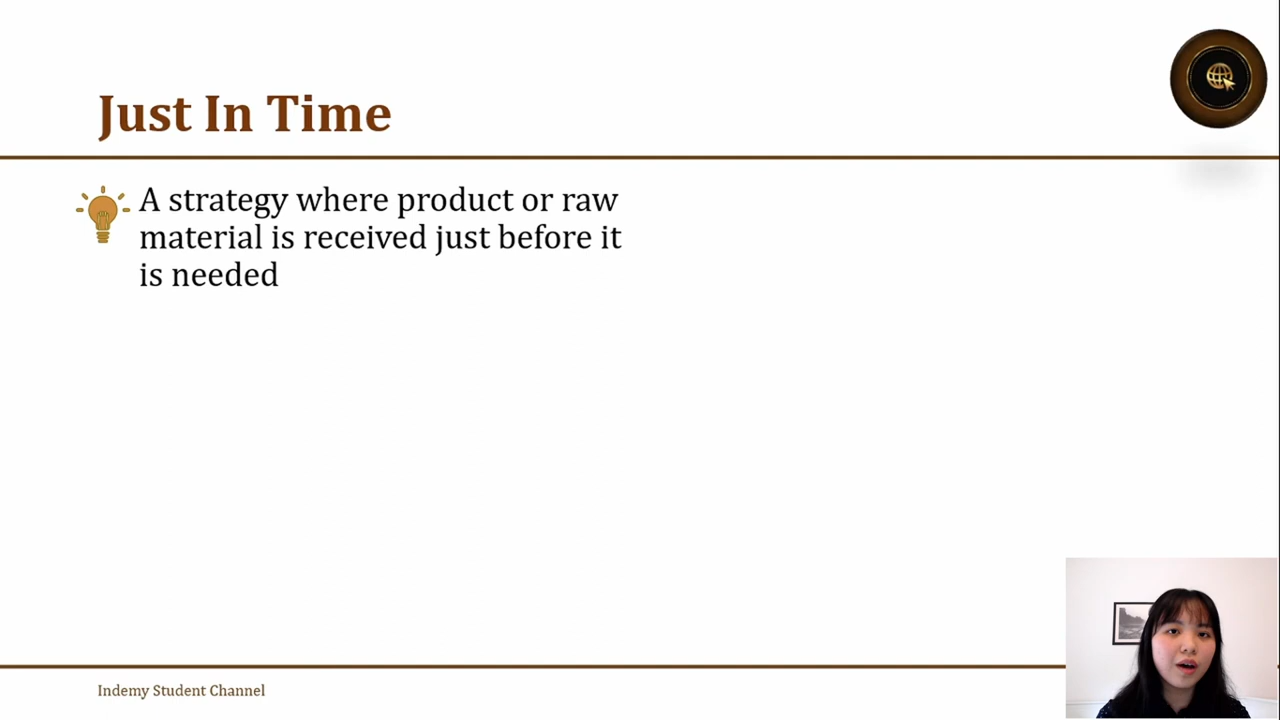 Just In Time
A strategy where product or raw
material is received just before it
is needed
Indemy Student Channel